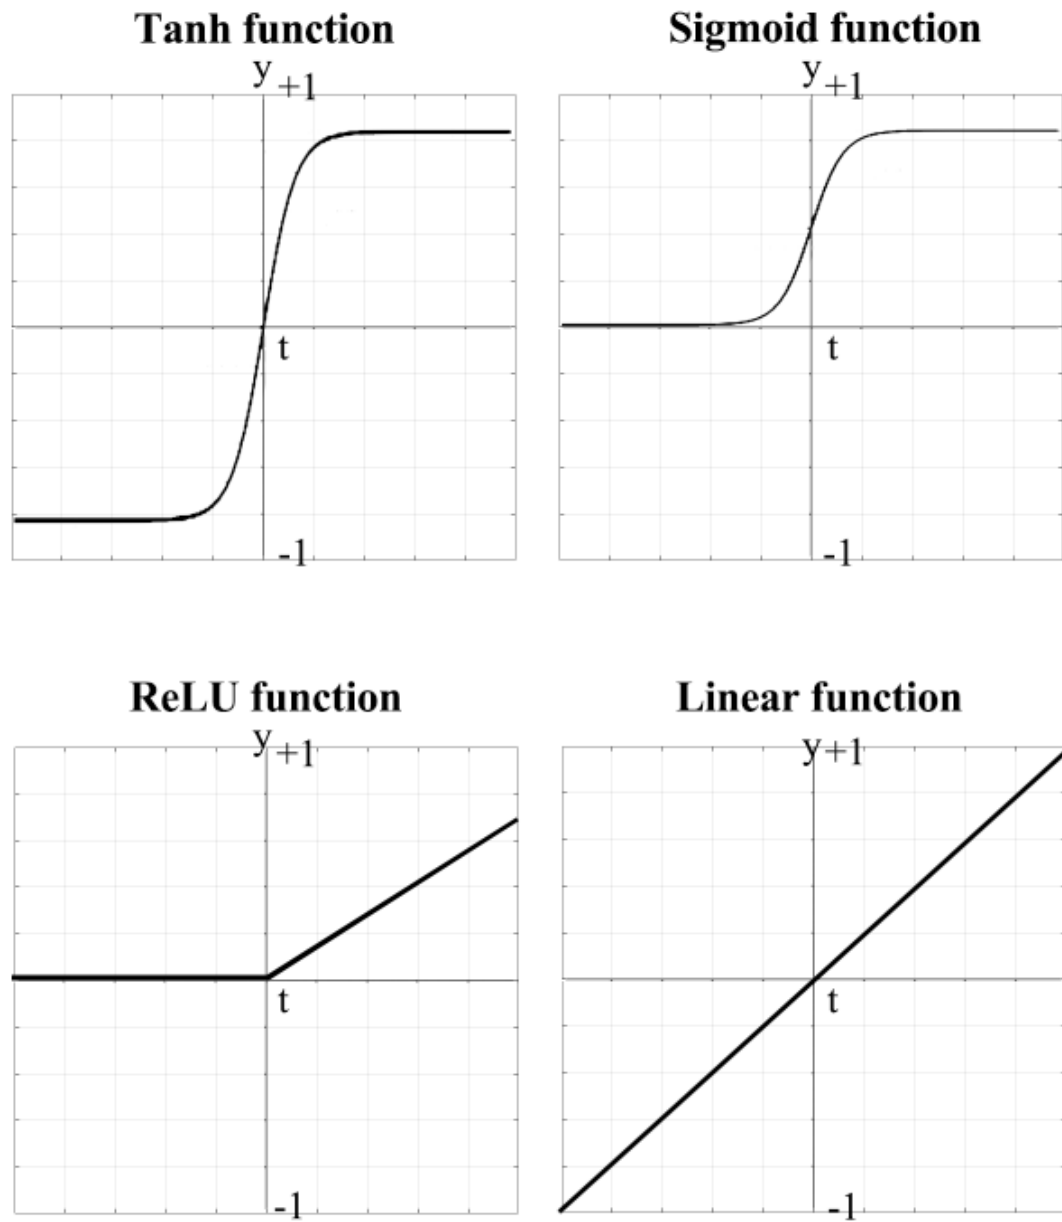 Tanh function
y +1
t
-1
Sigmoid function
y +1
t
-1
ReLU function
y +1
t
-1
Linear function
y +1
t
-1